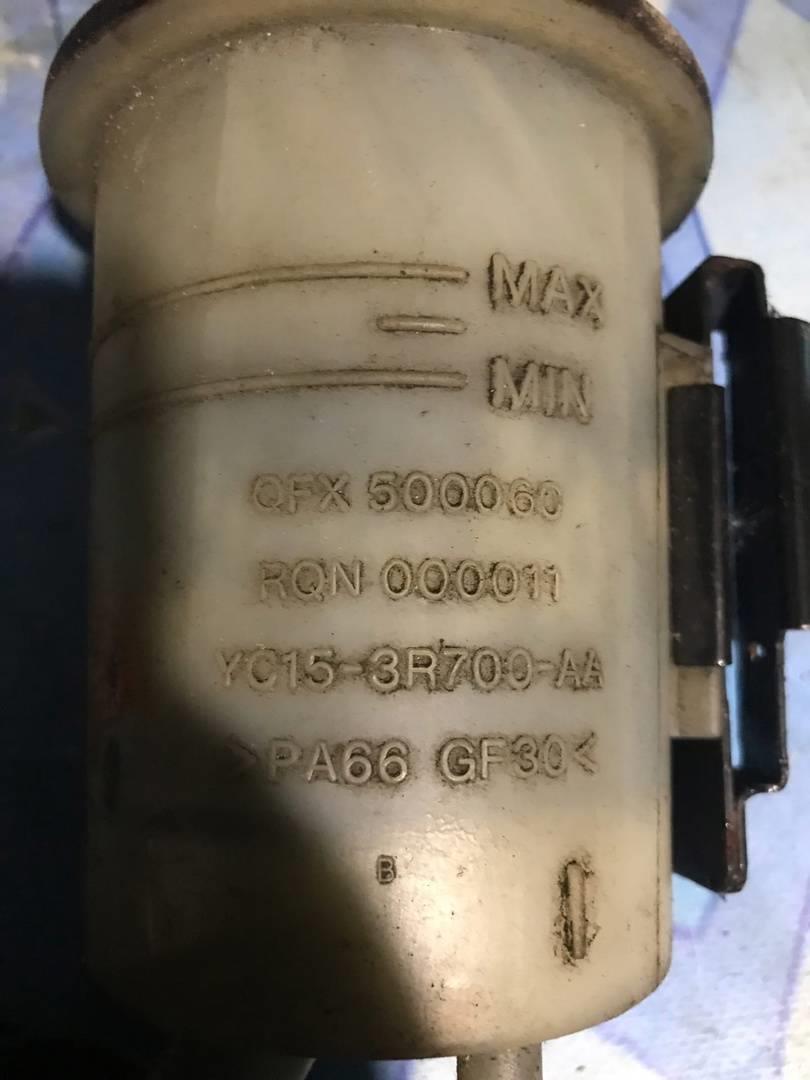 MAX
MIN
QFX 500060
RQN 000011
YC15-3R700-AA
>PA66 GF30<
B